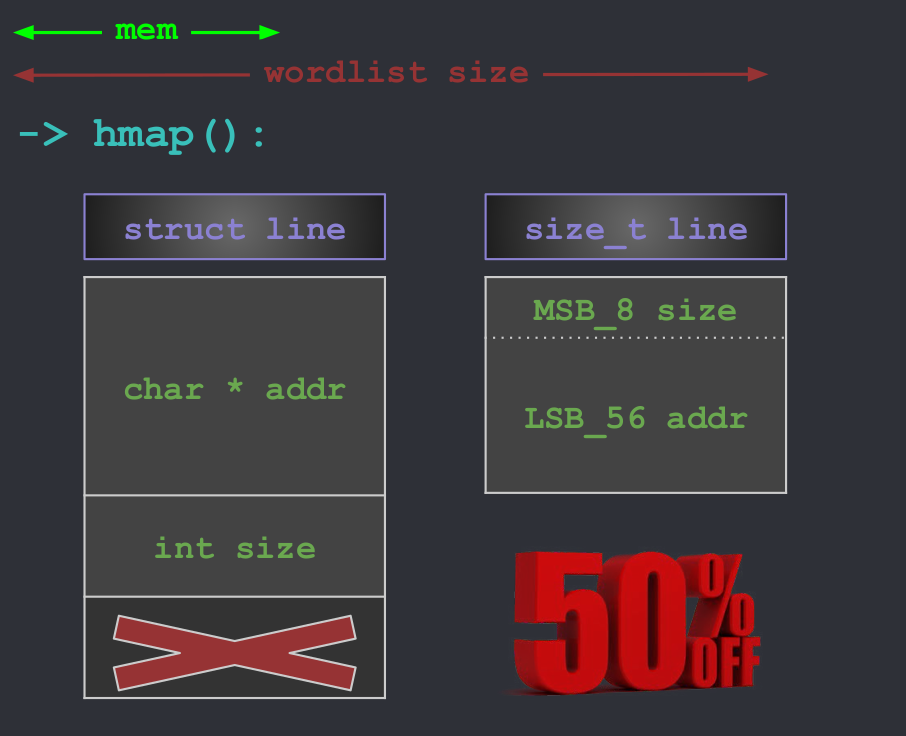 mem
wordlist size
-> hmap():
struct line
size_t line
char * addr
int size
MSB_8 size
LSB_56 addr
50% OFF